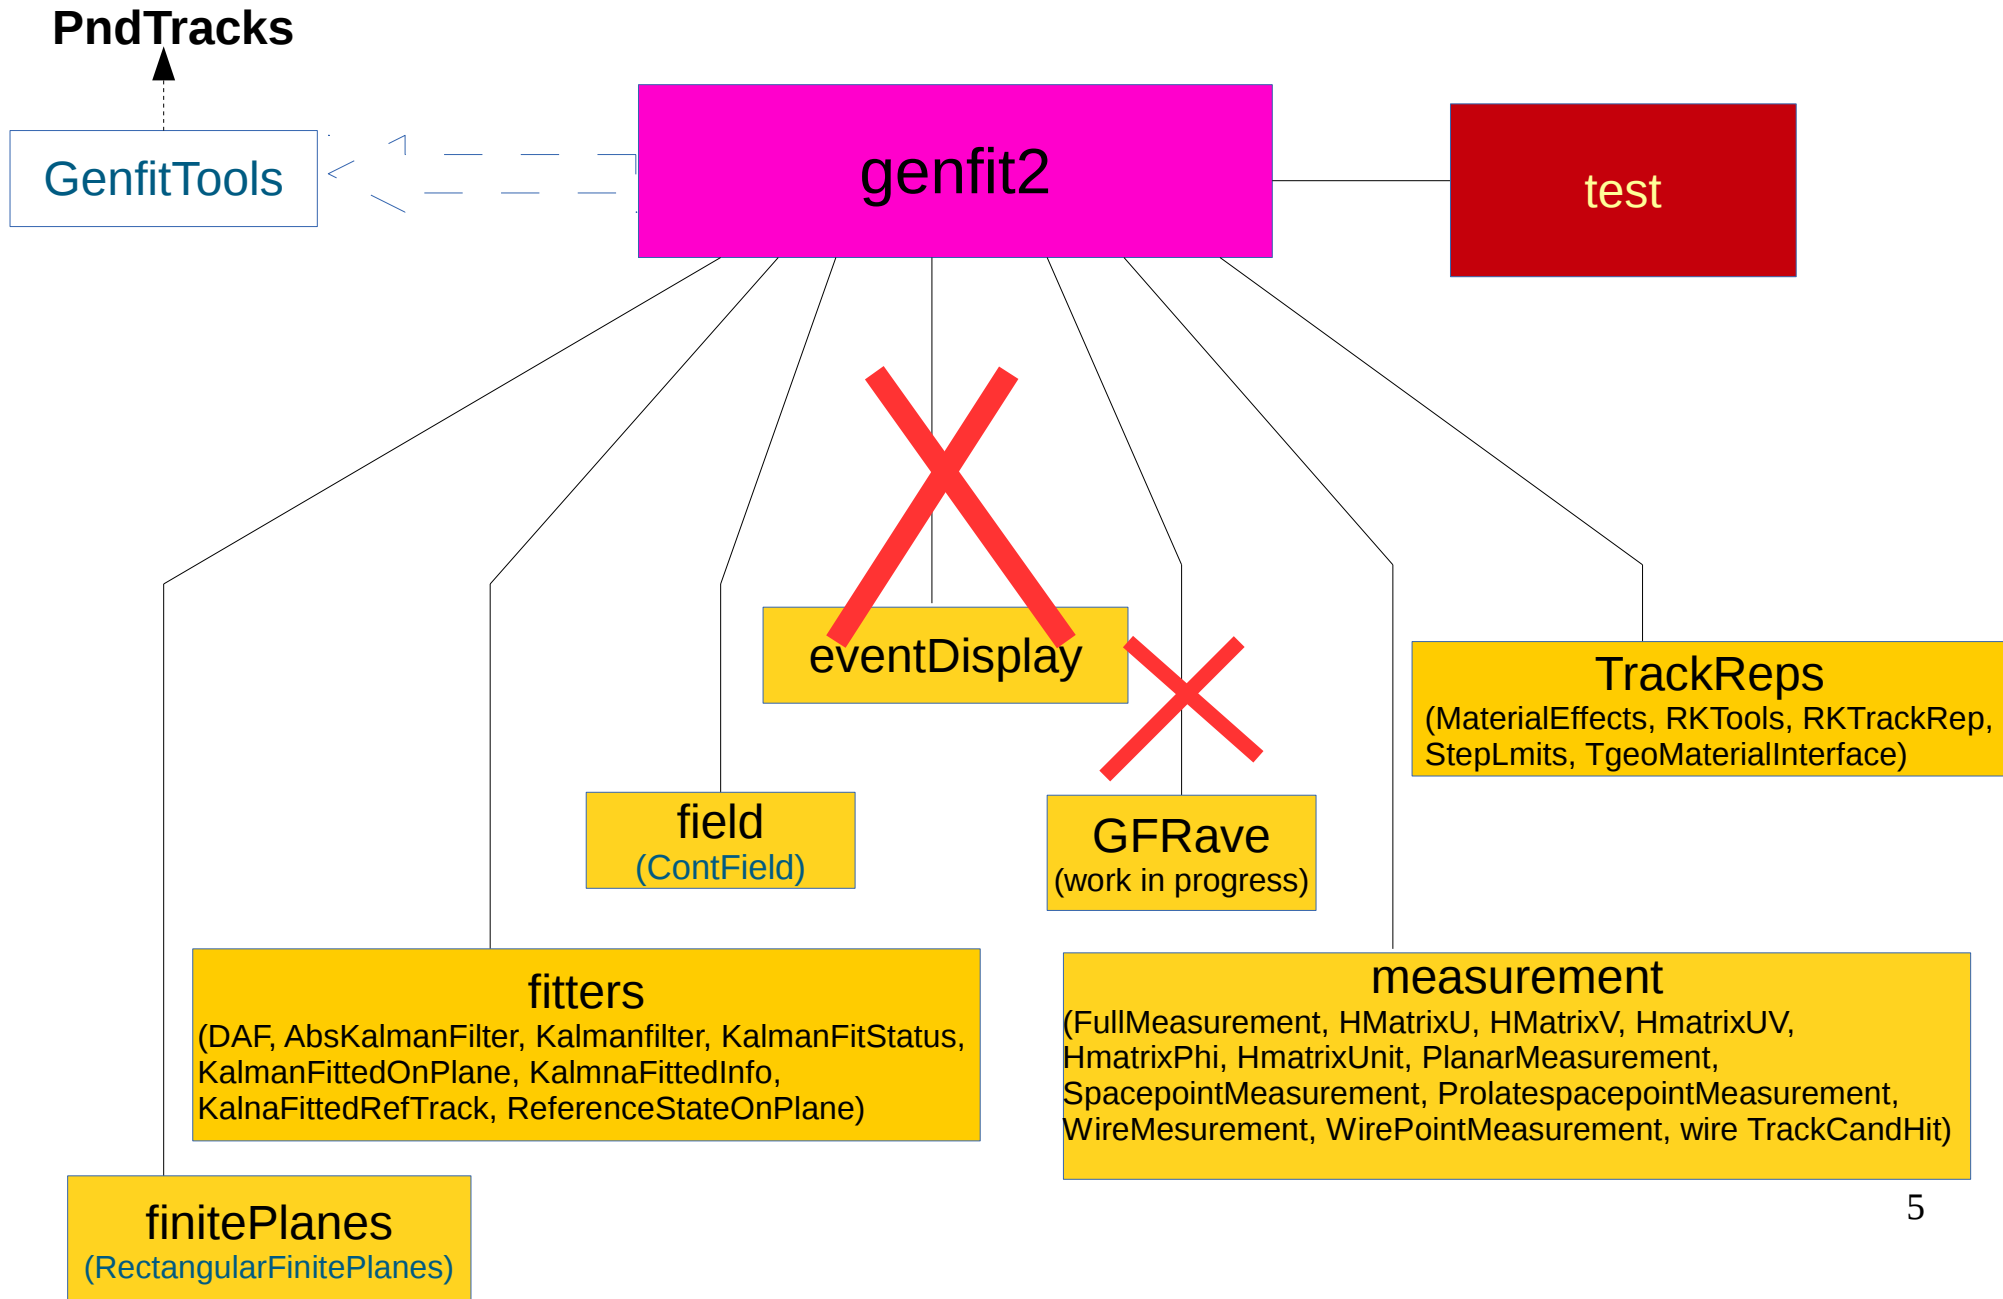 PndTracks
GenfitTools
genfit2
test
eventDisplay
TrackReps
(MaterialEffects, RKTools, RKTrackRep,
StepLmits, TgeoMaterialInterface)
field
(ContField)
GFRave
(work in progress)
fitters
(DAF, AbsKalmanFilter, Kalmanfilter, KalmanFitStatus,
KalmanFittedOnPlane, KalmnaFittedInfo,
KalnaFittedRefTrack, ReferenceStateOnPlane)
measurement
(FullMeasurement, HMatrixU, HMatrixV, HmatrixUV,
HmatrixPhi, HmatrixUnit, PlanarMeasurement,
SpacepointMeasurement, ProlatespacepointMeasurement,
WireMesurement, WirePointMeasurement, wire TrackCandHit)
finitePlanes
(RectangularFinitePlanes)
5